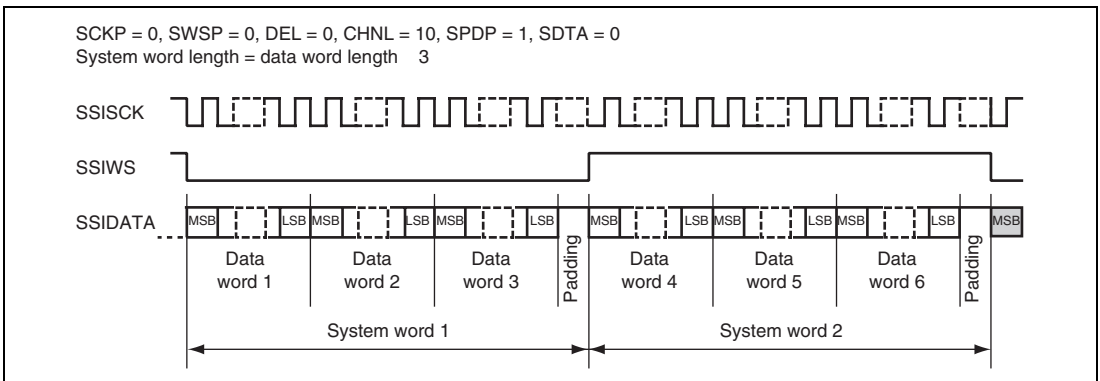 SCKP = 0, SWSP = 0, DEL = 0, CHNL = 10, SPDP = 1, SDTA = 0
System word length = data word length 3
SSISCK
SSIWS
SSIDATA
MSB LSB MSB LSB MSB LSB MSB LSB MSB LSB MSB LSB MSB
Data word 1
Data word 2
Data word 3
Padding
Data word 4
Data word 5
Data word 6
Padding
System word 1
System word 2